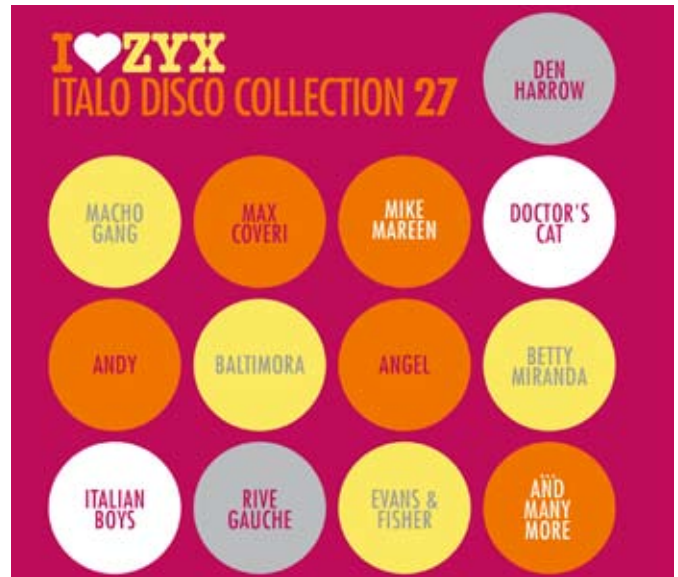 I♥ZYX
ITALO DISCO COLLECTION 27
DEN
HARROW
MACHO
GANG
MAX
COVERI
MIKE
MAREEN
DOCTOR'S
CAT
ANDY
BALTIMORA
ANGEL
BETTY
MIRANDA
ITALIAN
BOYS
RIVE
GAUCHE
EVANS &
FISHER
...
AND
MANY
MORE